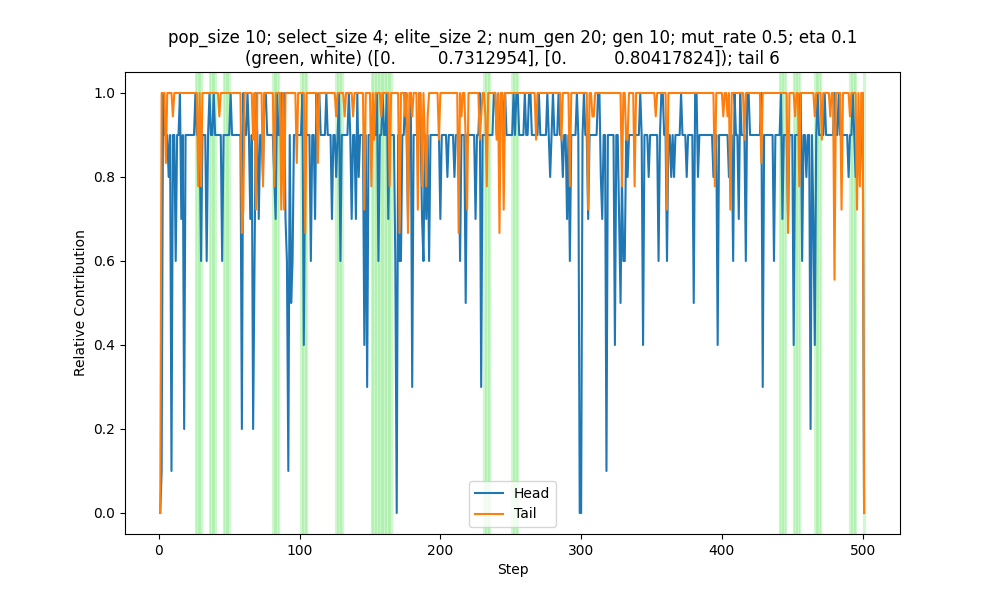 pop_size 10; select_size 4; elite_size 2; num_gen 20; gen 10; mut_rate 0.5; eta 0.1
(green, white) ([0. 0.7312954], [0. 0.80417824]); tail 6
1.0
0.8
0.6
0.4
0.2
0.0
Relative Contribution
Head
Tail
0 100 200 300 400 500
Step